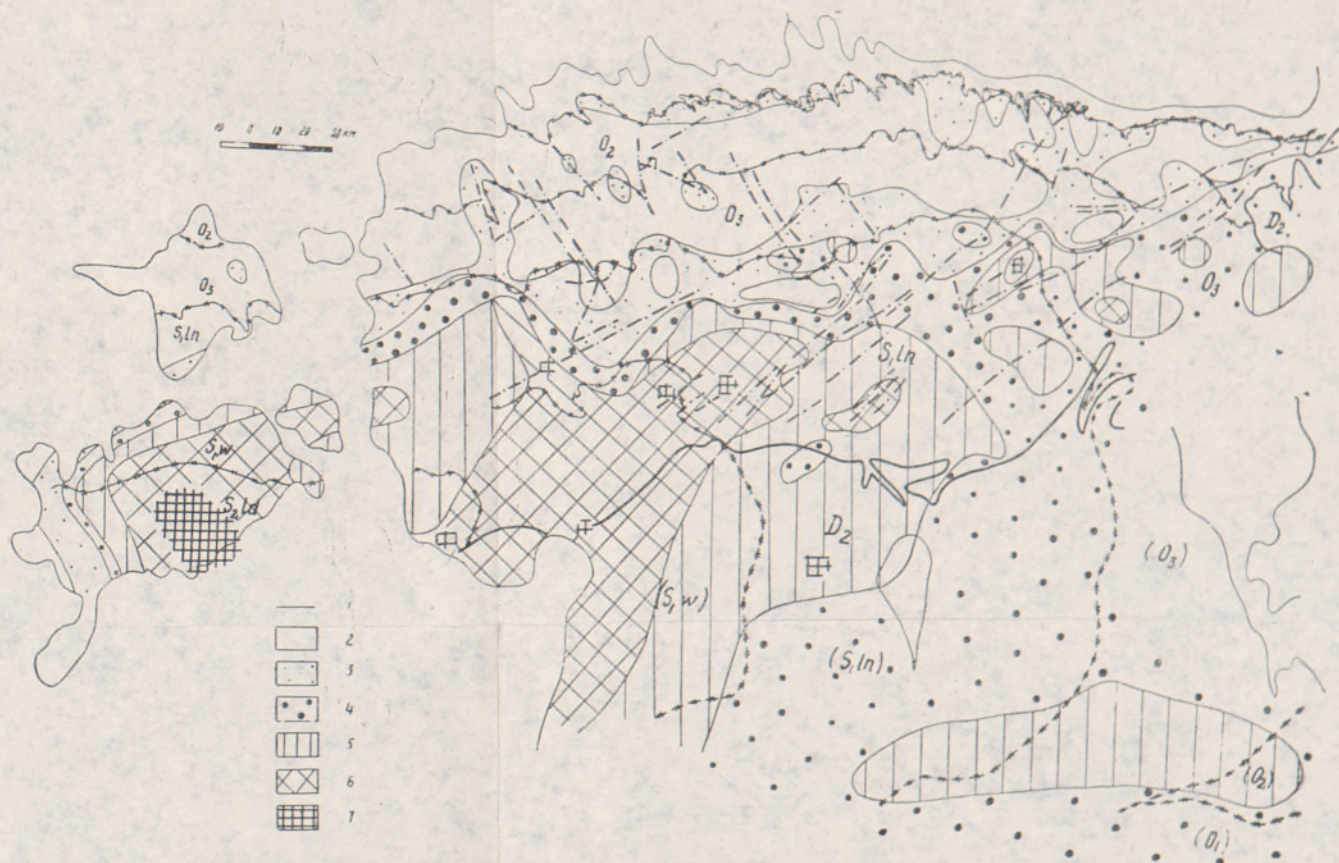 10 0 10 20 30 км
O₂
O₃
O₂
O₃
S₁ln
D₂
O₃
S₁ln
S₁w
S₂ld
D₂
(O₃)
(S₁w)
(S₁ln)
(O₂)
(O₁)
1
2
3
4
5
6
7